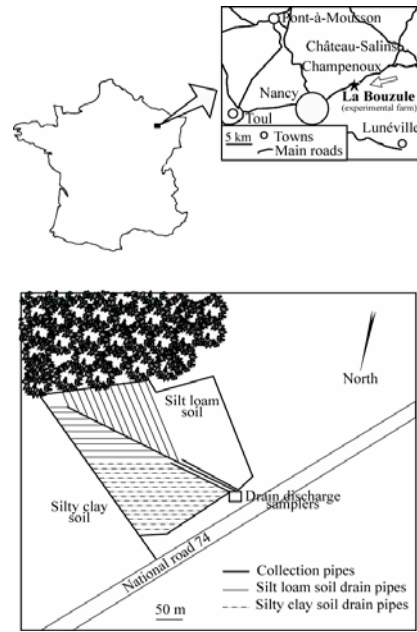 Pont-à-Mousson
Château-Salins
Champenoux
Nancy
La Bouzule
(experimental farm)
Toul
Lunéville
5 km
Towns
Main roads
North
Silt loam
soil
Silty clay
soil
Drain discharge
samplers
National road 74
Collection pipes
Silt loam soil drain pipes
Silty clay soil drain pipes
50 m